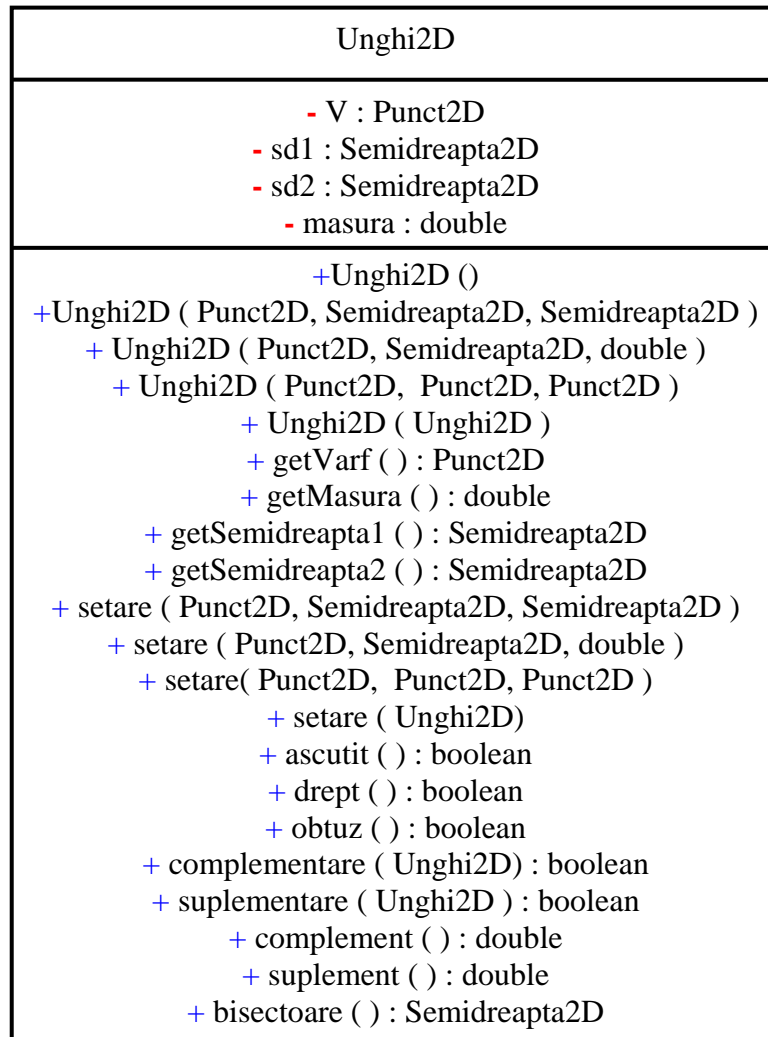 Unghi2D
- V : Punct2D
- sd1 : Semidreapta2D
- sd2 : Semidreapta2D
- masura : double
+Unghi2D ()
+Unghi2D ( Punct2D, Semidreapta2D, Semidreapta2D )
+ Unghi2D ( Punct2D, Semidreapta2D, double )
+ Unghi2D ( Punct2D, Punct2D, Punct2D )
+ Unghi2D ( Unghi2D )
+ getVarf ( ) : Punct2D
+ getMasura ( ) : double
+ getSemidreapta1 ( ) : Semidreapta2D
+ getSemidreapta2 ( ) : Semidreapta2D
+ setare ( Punct2D, Semidreapta2D, Semidreapta2D )
+ setare ( Punct2D, Semidreapta2D, double )
+ setare( Punct2D, Punct2D, Punct2D )
+ setare ( Unghi2D)
+ ascutit ( ) : boolean
+ drept ( ) : boolean
+ obtuz ( ) : boolean
+ complementare ( Unghi2D) : boolean
+ suplementare ( Unghi2D ) : boolean
+ complement ( ) : double
+ suplement ( ) : double
+ bisectoare ( ) : Semidreapta2D